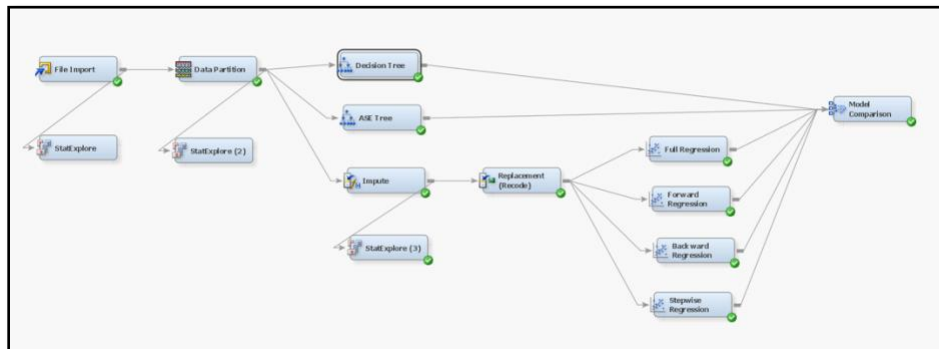 File Import
Data Partition
Decision Tree
ASE Tree
Model
Comparison
StatExplore
StatExplore (2)
Full Regression
Impute
Replacement
(Recode)
Forward
Regression
StatExplore (3)
Backward
Regression
Stepwise
Regression